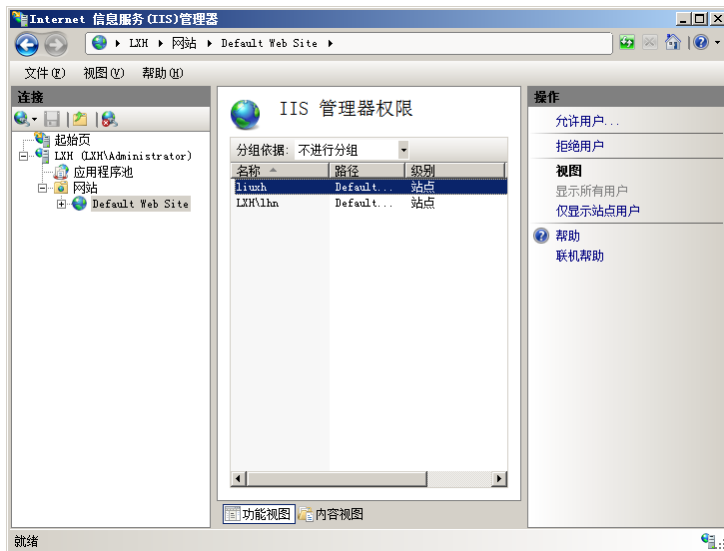 Internet 信息服务(IIS)管理器
LXH 网站 Default Web Site
文件(F) 视图(V) 帮助(H)
连接
起始页
LXH (LXH\Administrator)
应用程序池
网站
Default Web Site
IIS 管理器权限
分组依据: 不进行分组
名称 路径 级别
liuxh Default... 站点
LXH\lhn Default... 站点
功能视图 内容视图
操作
允许用户...
拒绝用户
视图
显示所有用户
仅显示站点用户
帮助
联机帮助
就绪